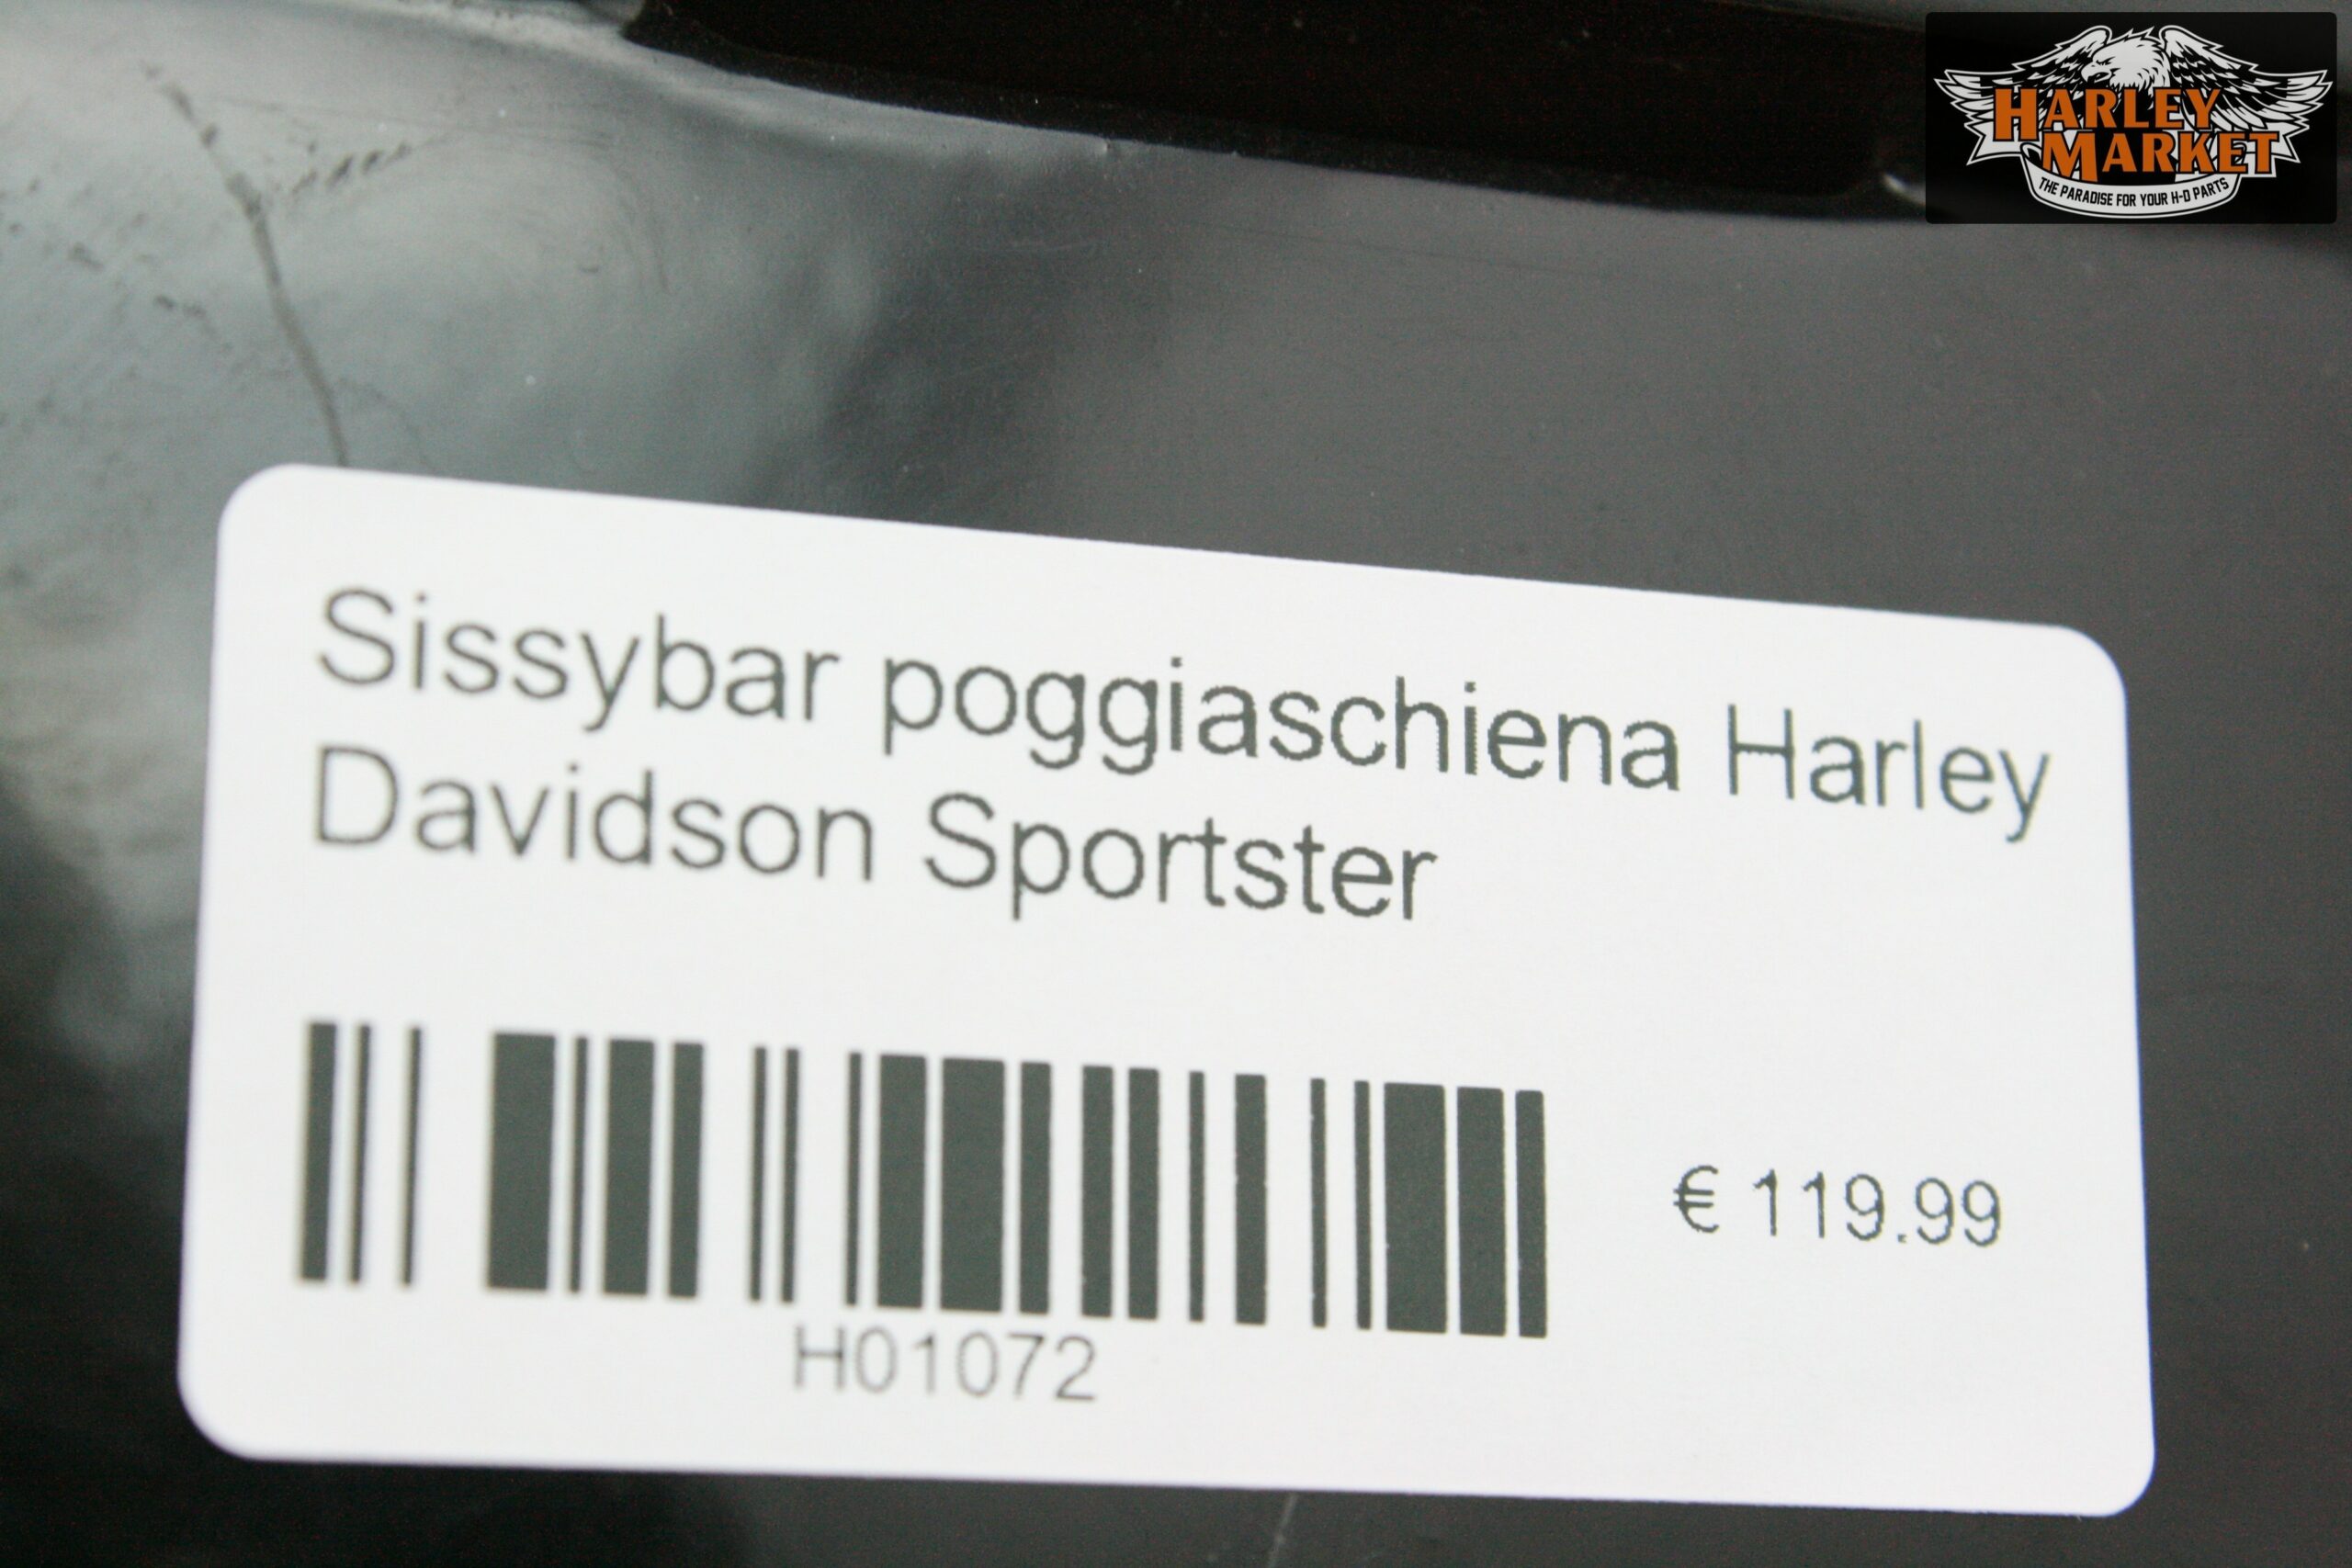 HARLEY
MARKET
THE PARADISE FOR YOUR H-D PARTS
Sissybar poggiaschiena Harley
Davidson Sportster
€ 119.99
H01072